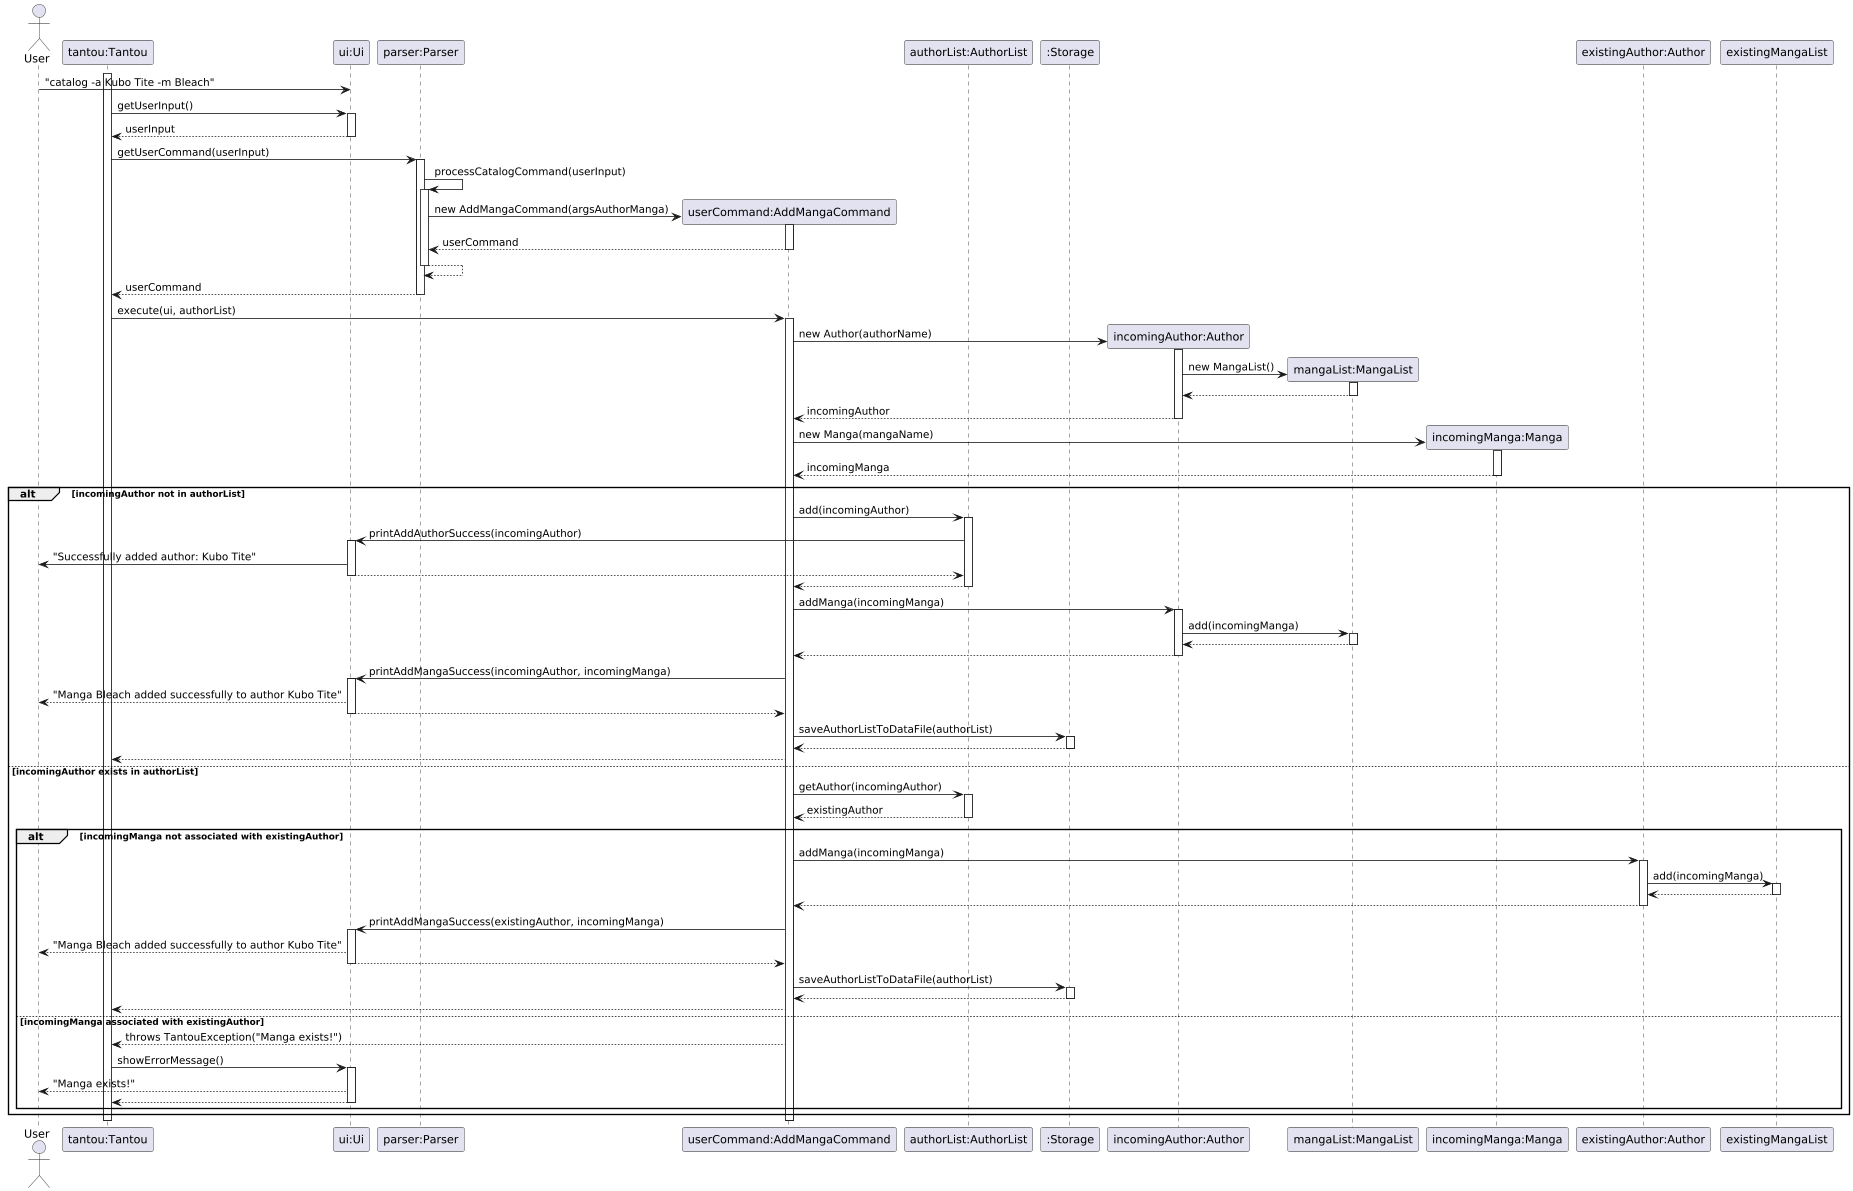 User
tantou:Tantou
ui:Ui
parser:Parser
authorList:AuthorList
:Storage
existingAuthor:Author
existingMangaList
"catalog -a Kubo Tite -m Bleach"
getUserInput()
userInput
getUserCommand(userInput)
processCatalogCommand(userInput)
new AddMangaCommand(argsAuthorManga)
userCommand:AddMangaCommand
userCommand
userCommand
execute(ui, authorList)
new Author(authorName)
incomingAuthor:Author
new MangaList()
mangaList:MangaList
incomingAuthor
new Manga(mangaName)
incomingManga:Manga
incomingManga
alt
[incomingAuthor not in authorList]
add(incomingAuthor)
printAddAuthorSuccess(incomingAuthor)
"Successfully added author: Kubo Tite"
addManga(incomingManga)
add(incomingManga)
printAddMangaSuccess(incomingAuthor, incomingManga)
"Manga Bleach added successfully to author Kubo Tite"
saveAuthorListToDataFile(authorList)
[incomingAuthor exists in authorList]
getAuthor(incomingAuthor)
existingAuthor
alt
[incomingManga not associated with existingAuthor]
addManga(incomingManga)
add(incomingManga)
printAddMangaSuccess(existingAuthor, incomingManga)
"Manga Bleach added successfully to author Kubo Tite"
saveAuthorListToDataFile(authorList)
[incomingManga associated with existingAuthor]
throws TantouException("Manga exists!")
showErrorMessage()
"Manga exists!"
User
tantou:Tantou
ui:Ui
parser:Parser
userCommand:AddMangaCommand
authorList:AuthorList
:Storage
incomingAuthor:Author
mangaList:MangaList
incomingManga:Manga
existingAuthor:Author
existingMangaList